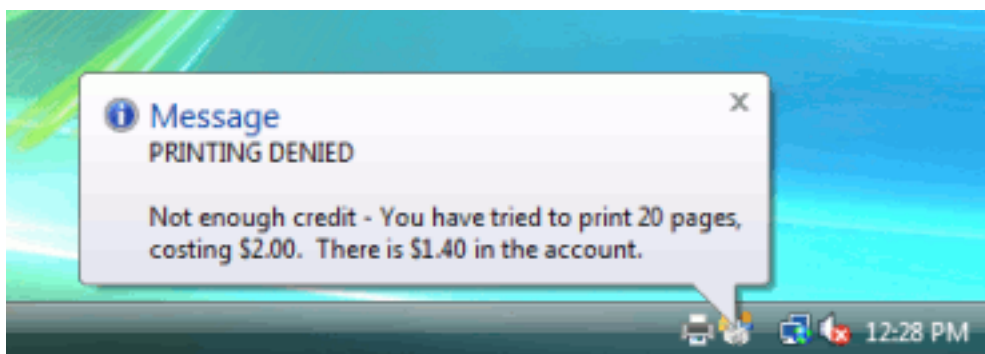 Message
PRINTING DENIED
Not enough credit - You have tried to print 20 pages,
costing $2.00.  There is $1.40 in the account.
12:28 PM